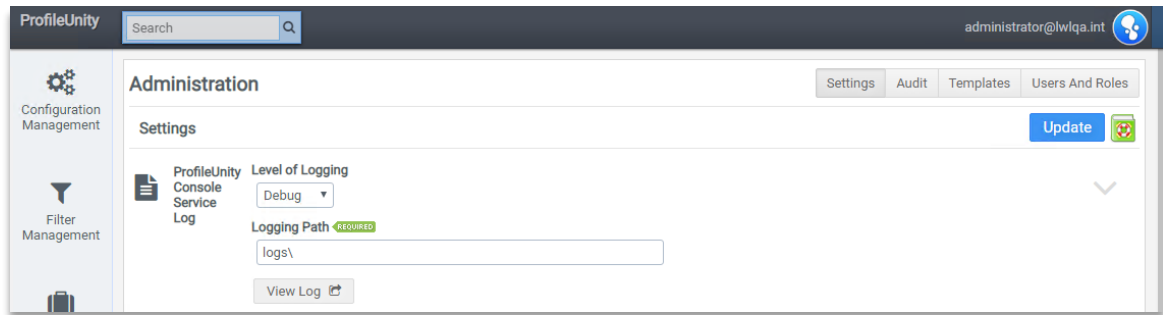 ProfileUnity
Search
administrator@lwlqa.int
Configuration
Management
Filter
Management
Administration
Settings
Audit
Templates
Users And Roles
Settings
Update
ProfileUnity
Console
Service
Log
Level of Logging
Debug
Logging Path REQUIRED
logs\
View Log